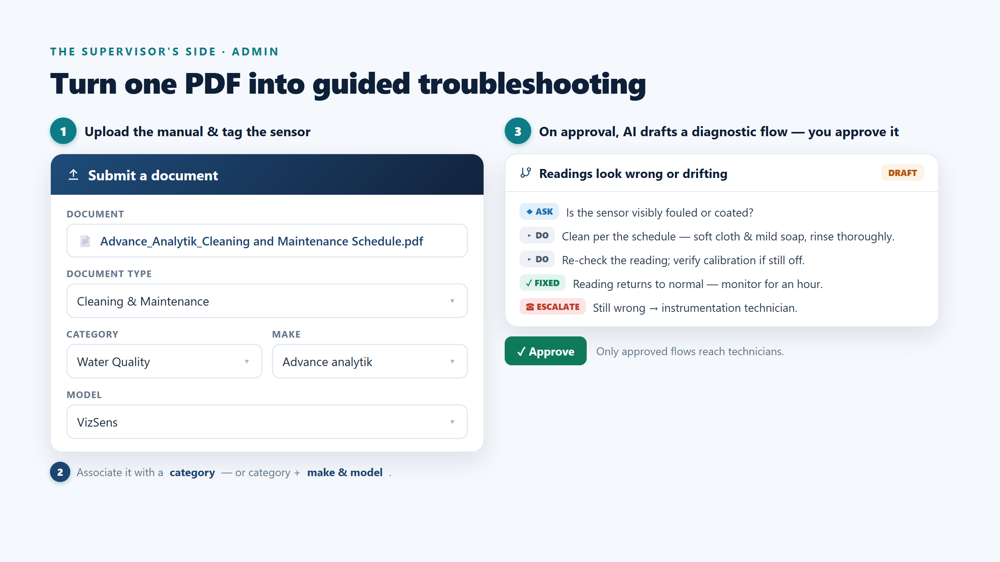 THE SUPERVISOR'S SIDE · ADMIN
Turn one PDF into guided troubleshooting
1 Upload the manual & tag the sensor
Submit a document
DOCUMENT
Advance_Analytik_Cleaning and Maintenance Schedule.pdf
DOCUMENT TYPE
Cleaning & Maintenance
CATEGORY MAKE
Water Quality Advance analytik
MODEL
VizSens
2 Associate it with a category — or category + make & model .
3 On approval, AI drafts a diagnostic flow — you approve it
Readings look wrong or drifting DRAFT
◆ ASK Is the sensor visibly fouled or coated?
▸ DO Clean per the schedule — soft cloth & mild soap, rinse thoroughly.
▸ DO Re-check the reading; verify calibration if still off.
✓ FIXED Reading returns to normal — monitor for an hour.
☎ ESCALATE Still wrong → instrumentation technician.
✓ Approve Only approved flows reach technicians.